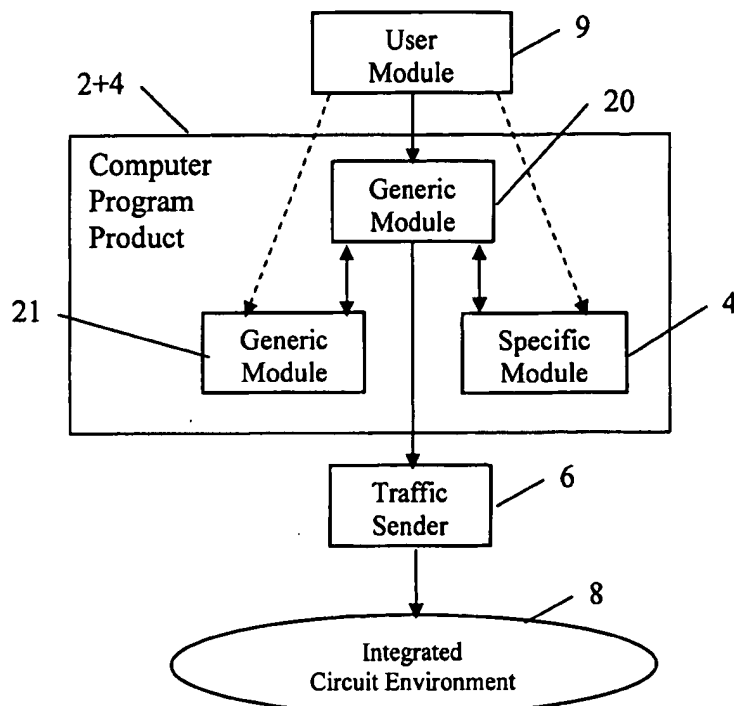 User
Module
9
2+4
20
Computer
Program
Product
Generic
Module
21
Generic
Module
Specific
Module
4
Traffic
Sender
6
8
Integrated
Circuit Environment